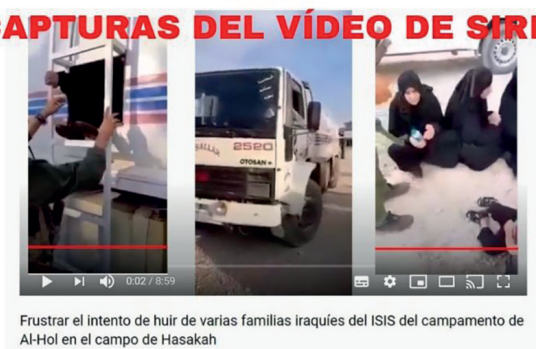 CAPTURAS DEL VÍDEO DE SIRI
2520
OTOSAN
0:02 / 8:59
Frustrar el intento de huir de varias familias iraquíes del ISIS del campamento de
Al-Hol en el campo de Hasakah